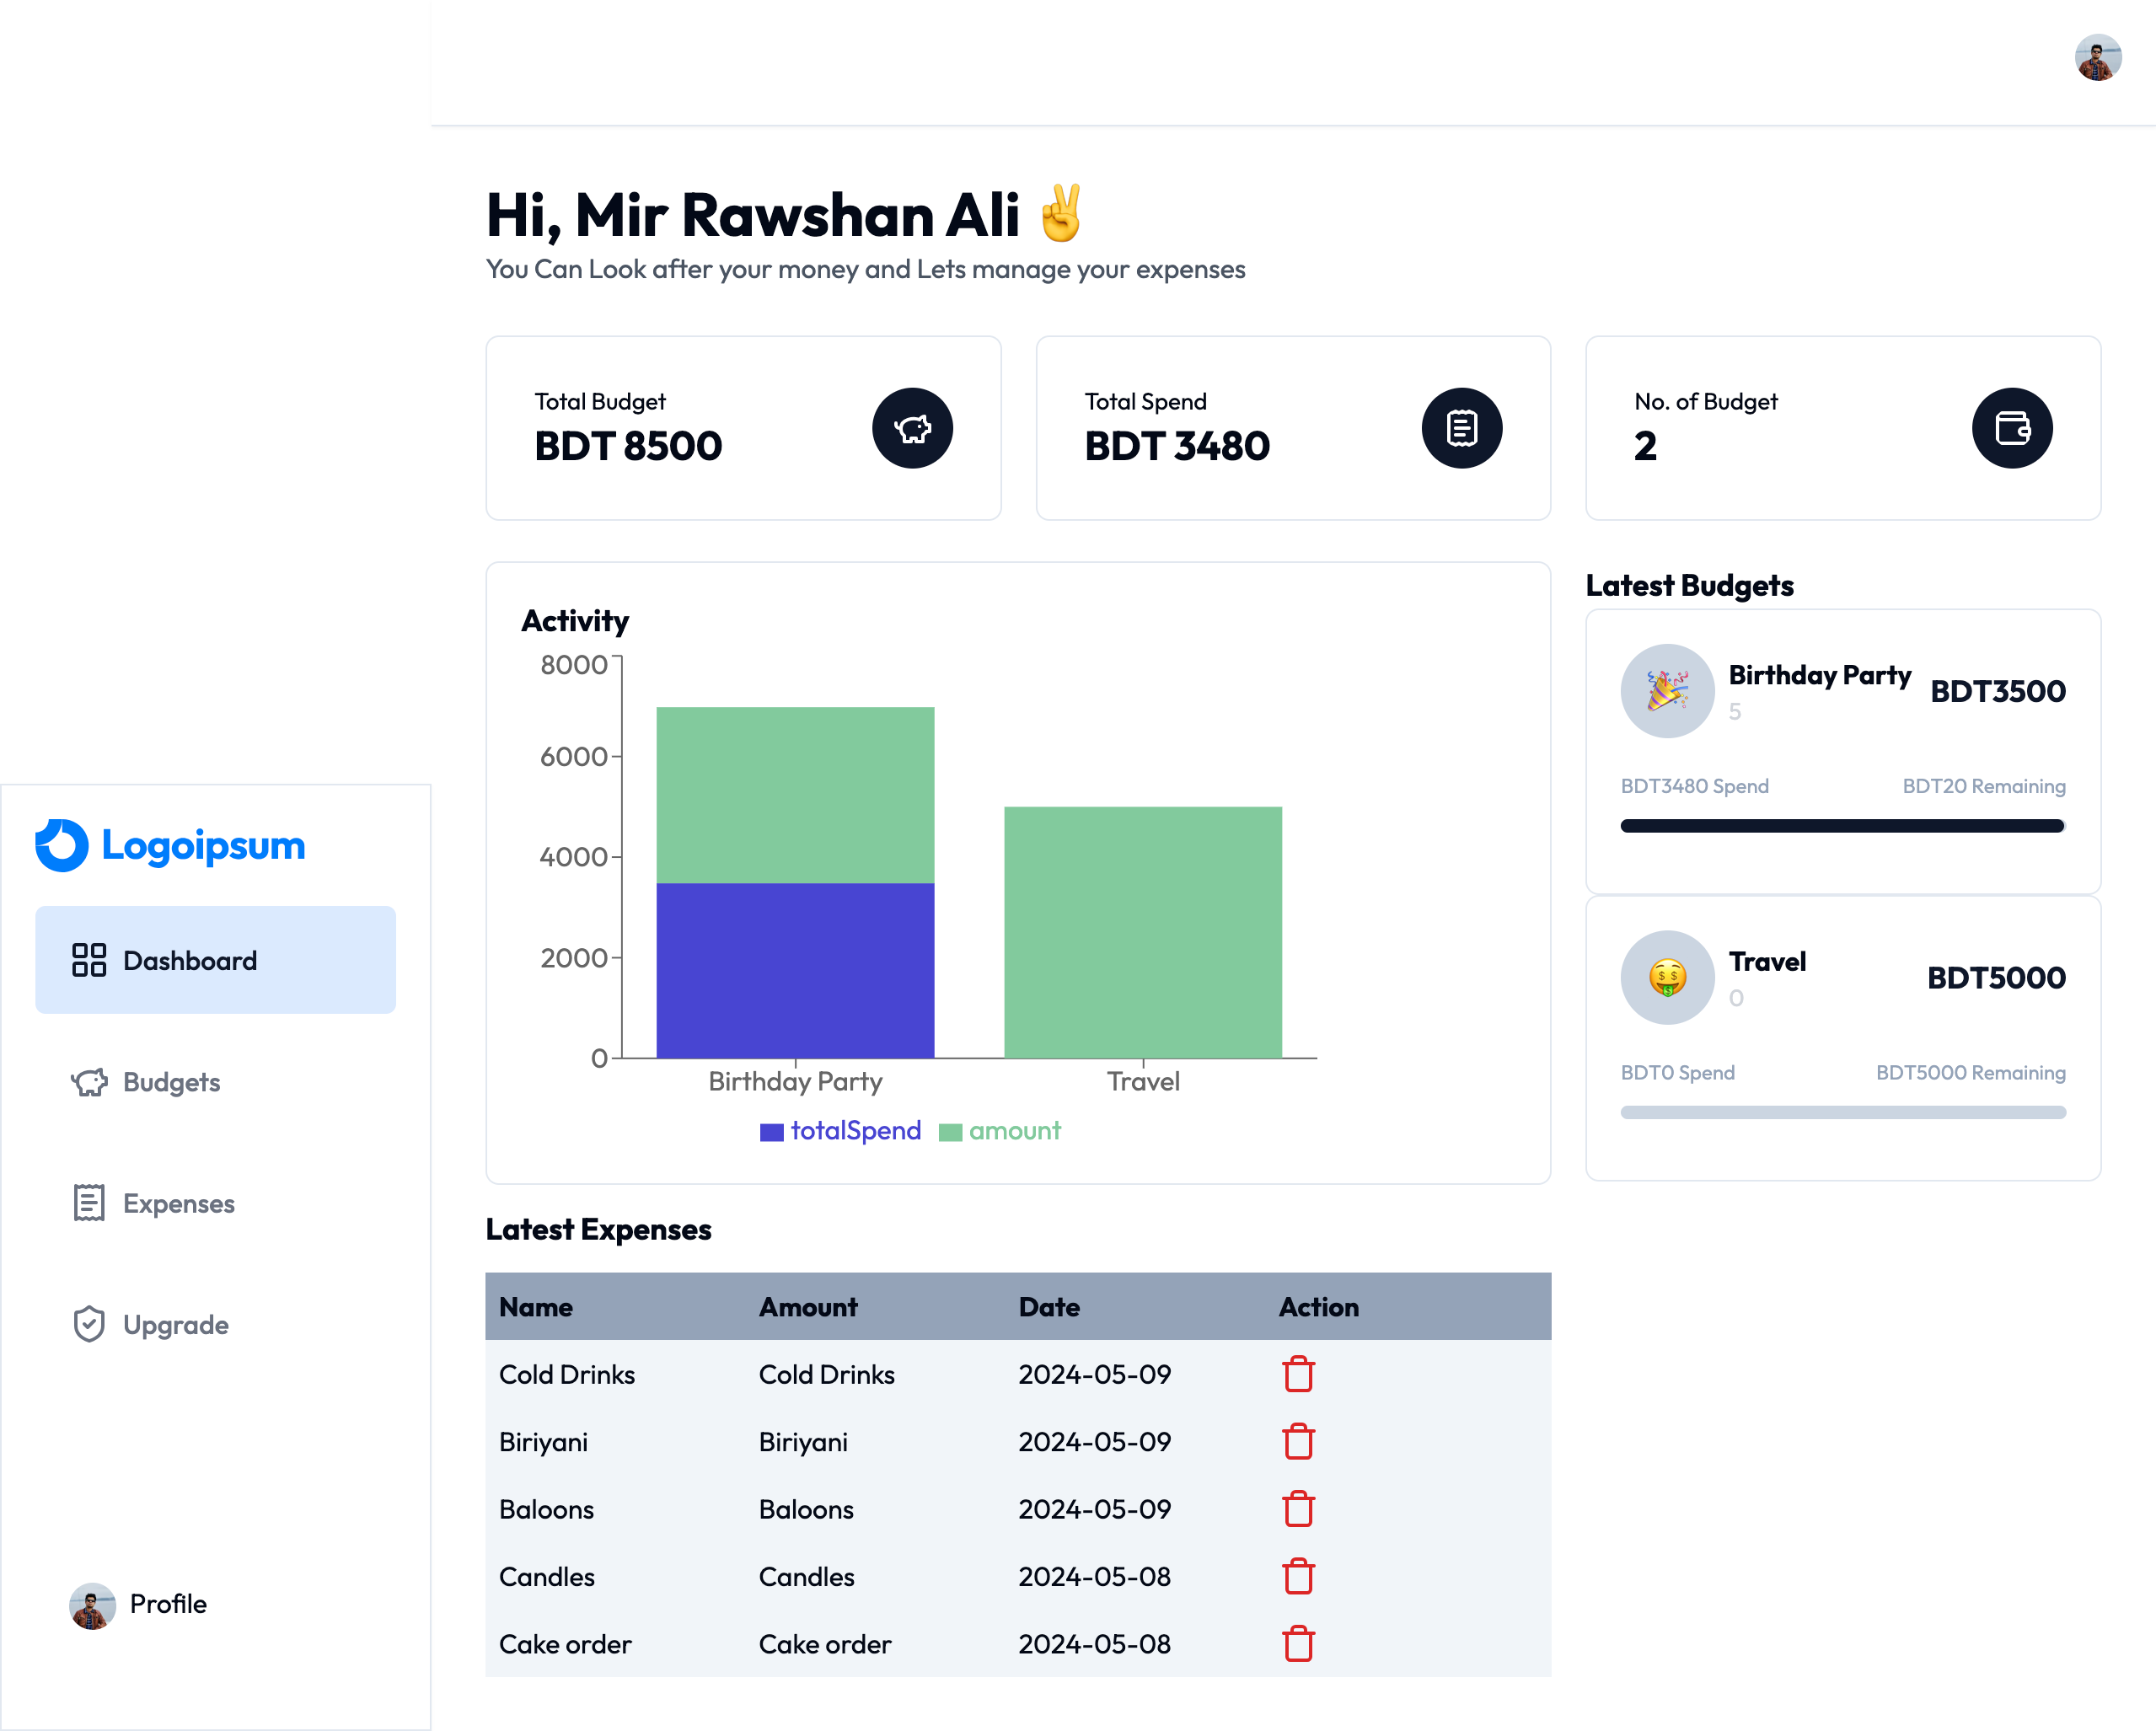 Hi, Mir Rawshan Ali ✌️
You Can Look after your money and Lets manage your expenses
Total Budget
BDT 8500
Total Spend
BDT 3480
No. of Budget
2
Activity
8000
6000
4000
2000
0
Birthday Party Travel
totalSpend amount
Latest Budgets
Birthday Party
5
BDT3500
BDT3480 Spend BDT20 Remaining
Travel
0
BDT5000
BDT0 Spend BDT5000 Remaining
Logoipsum
Dashboard
Budgets
Expenses
Upgrade
Profile
Latest Expenses
Name Amount Date Action
Cold Drinks Cold Drinks 2024-05-09
Biriyani Biriyani 2024-05-09
Baloons Baloons 2024-05-09
Candles Candles 2024-05-08
Cake order Cake order 2024-05-08